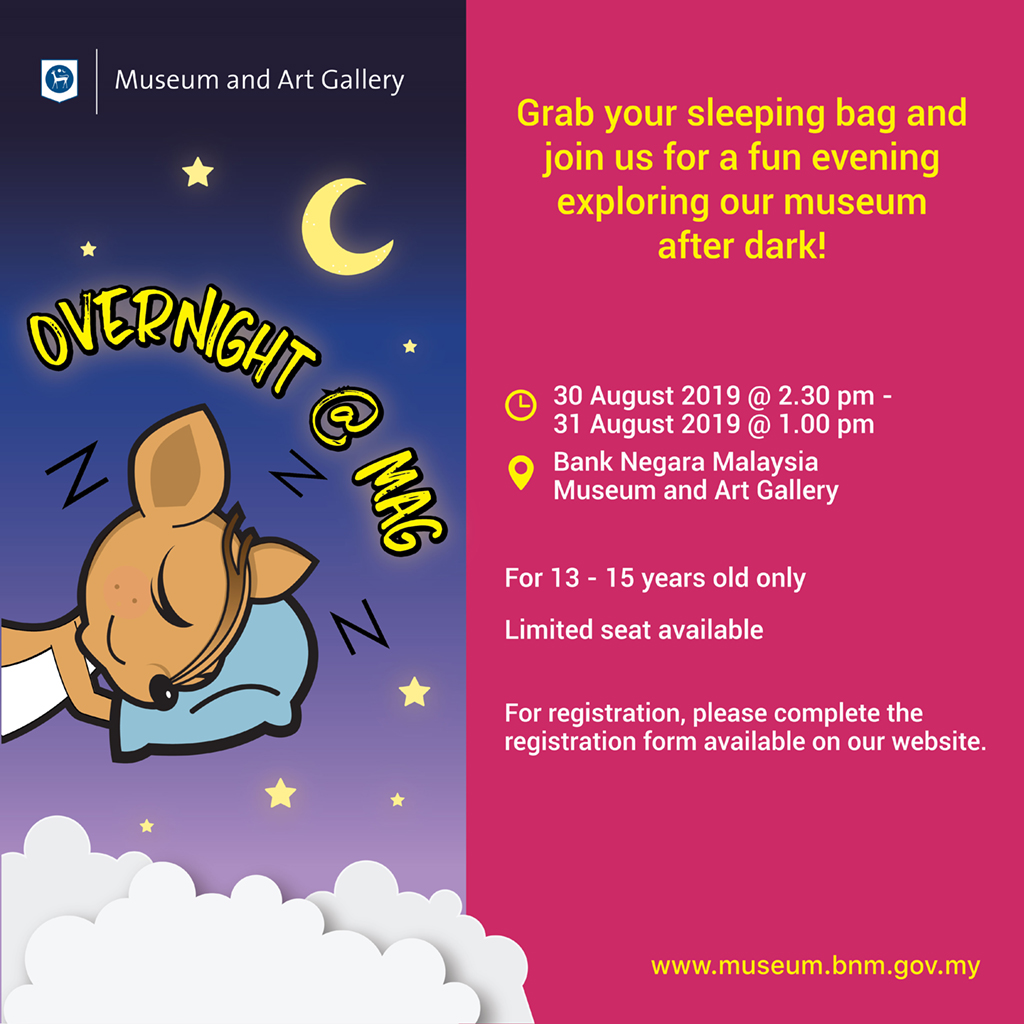 Museum and Art Gallery
OVERNIGHT @ MAG
Z
Z
Z
Grab your sleeping bag and
join us for a fun evening
exploring our museum
after dark!
30 August 2019 @ 2.30 pm -
31 August 2019 @ 1.00 pm
Bank Negara Malaysia
Museum and Art Gallery
For 13 - 15 years old only
Limited seat available
For registration, please complete the
registration form available on our website.
www.museum.bnm.gov.my